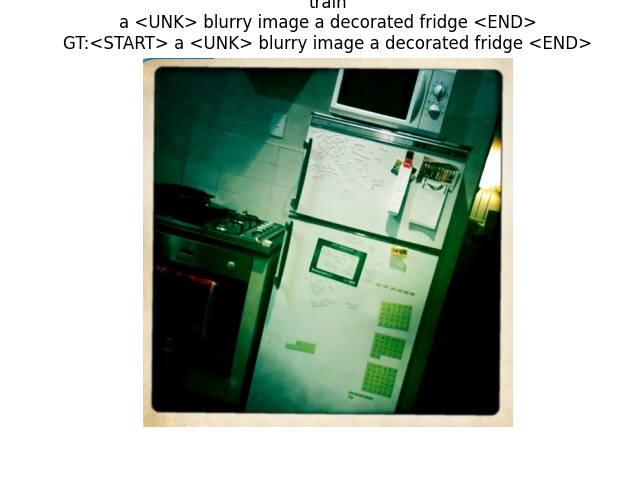 train
a <UNK> blurry image a decorated fridge <END>
GT:<START> a <UNK> blurry image a decorated fridge <END>